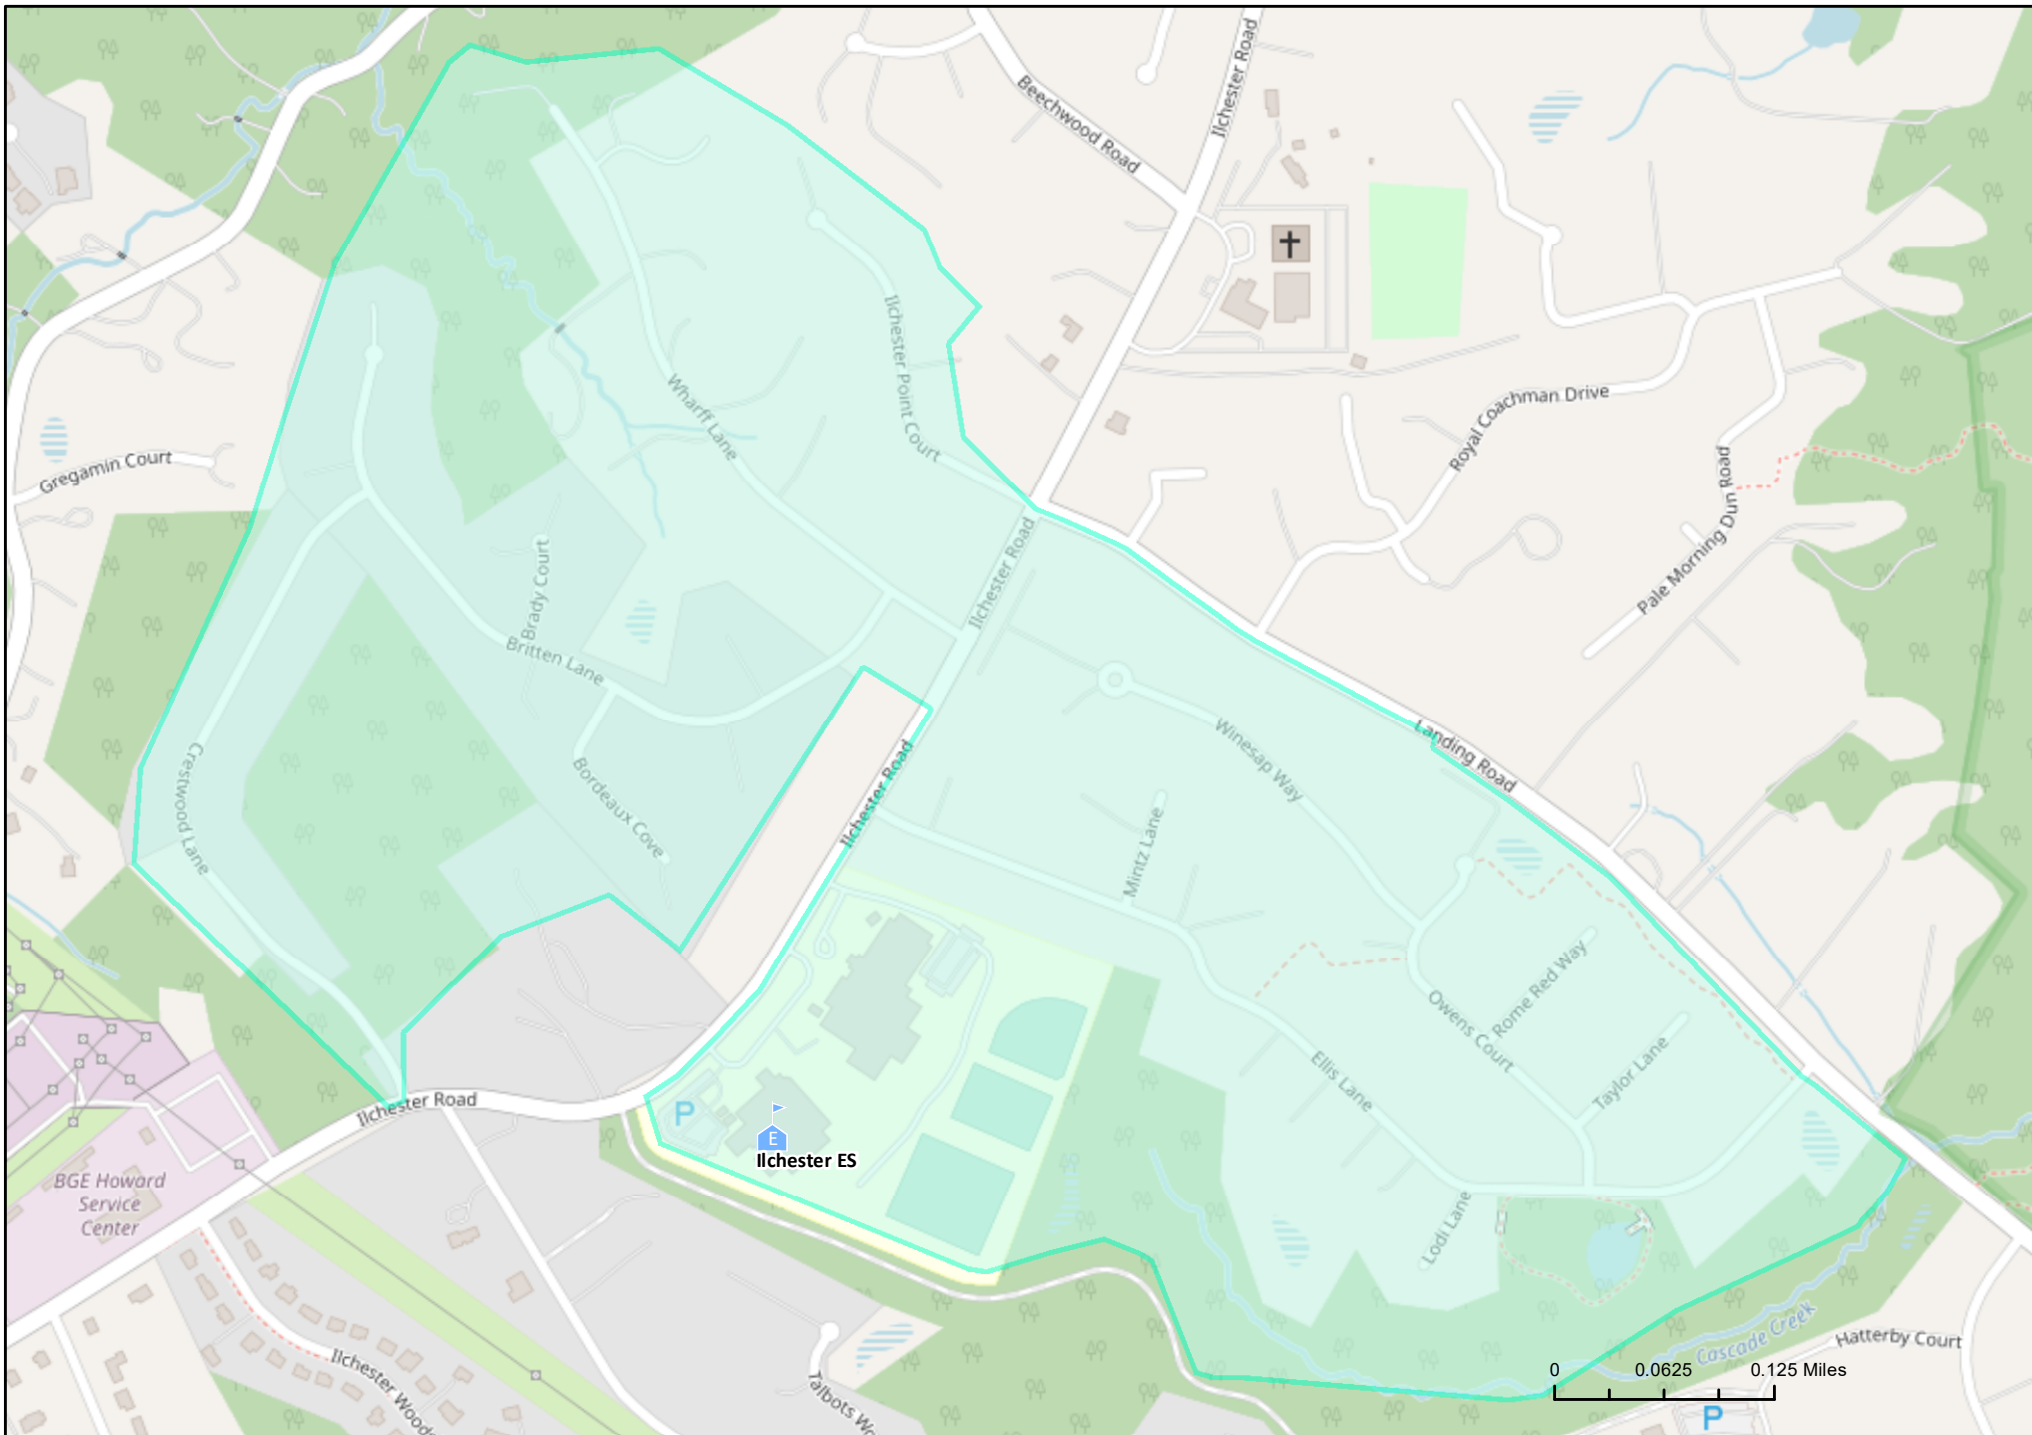 Ilchester Road
Beechwood Road
Ilchester Point Court
Wharff Lane
Royal Coachman Drive
Gregamin Court
Pale Morning Dun Road
Ilchester Road
Brady Court
Britten Lane
Winesap Way
Landing Road
Crestwood Lane
Bordeaux Cove
Ilchester Road
Mintz Lane
Rome Red Way
Owens Court
Taylor Lane
Ellis Lane
Ilchester Road
P
E
Ilchester ES
BGE Howard
Service
Center
Lodi Lane
Cascade Creek
Hatterby Court
Ilchester Woods
Talbots
0 0.0625 0.125 Miles
P